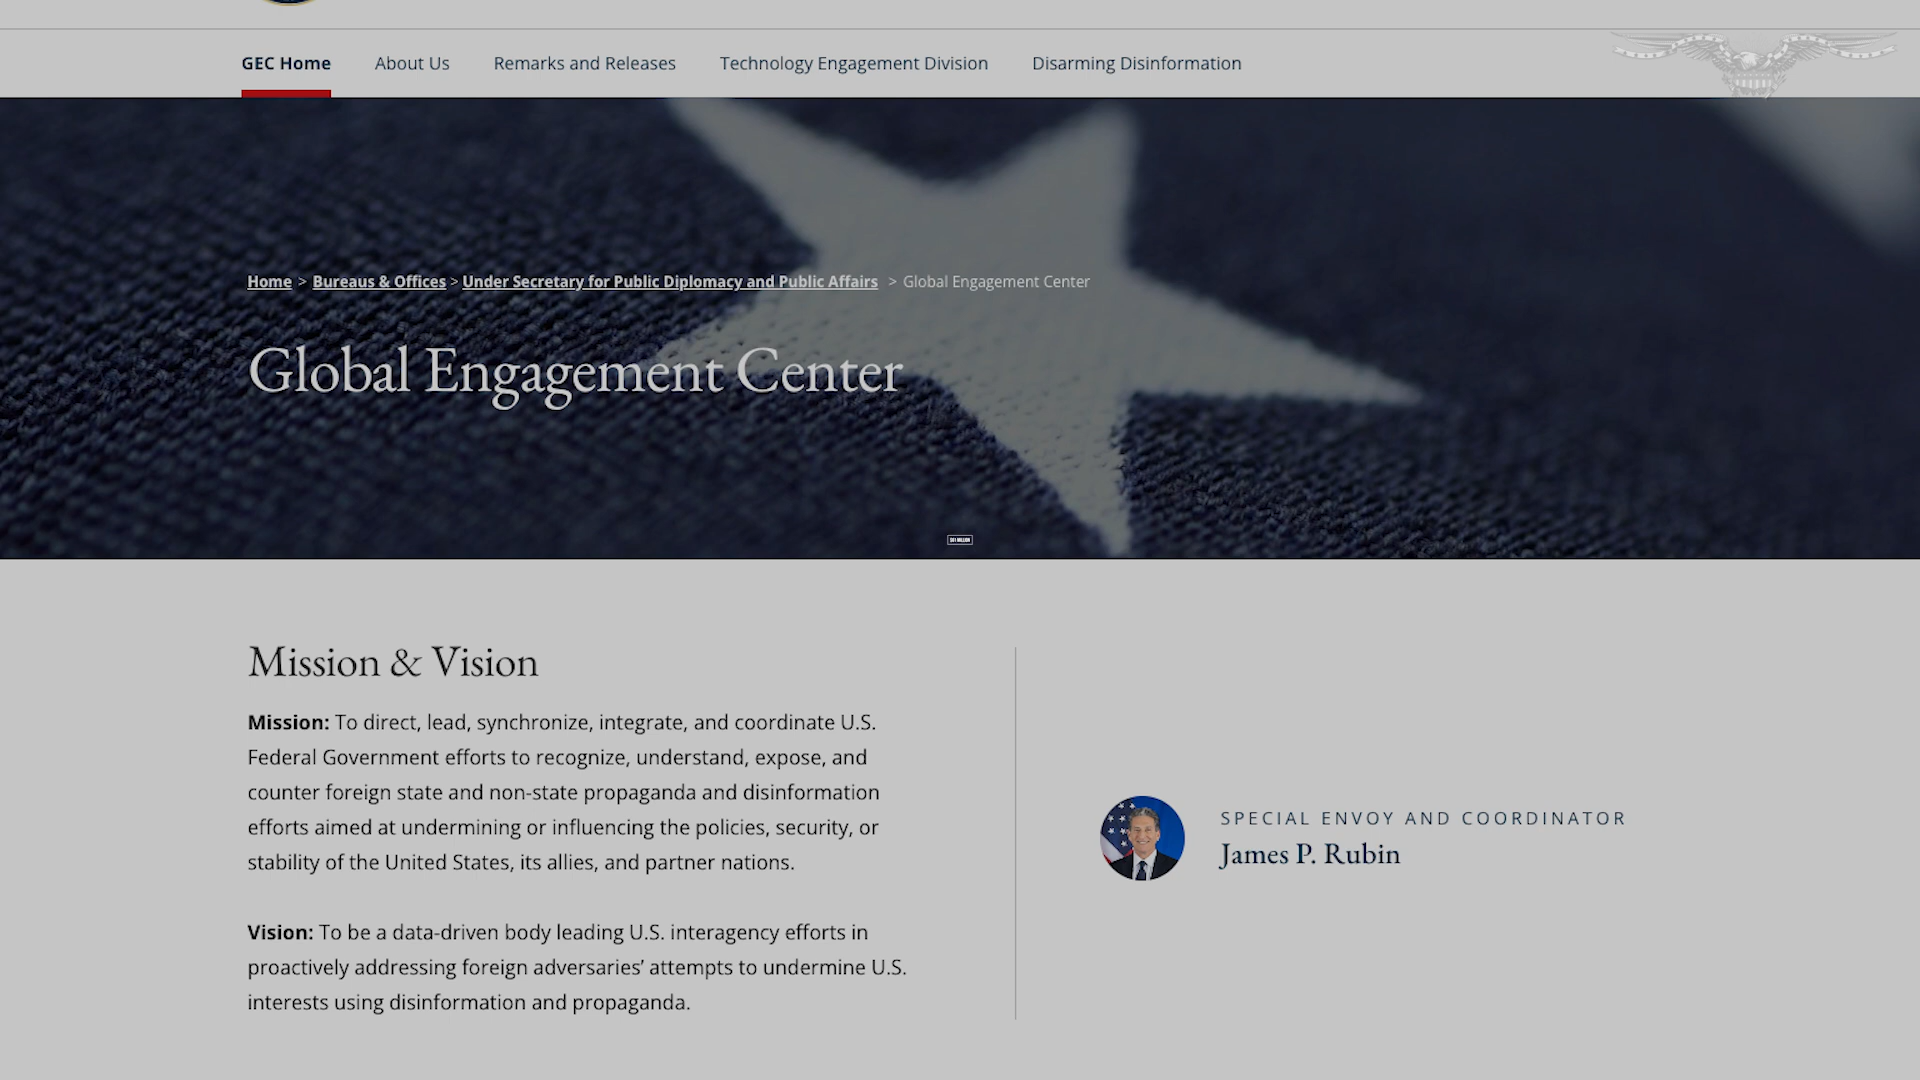 GEC Home About Us Remarks and Releases Technology Engagement Division Disarming Disinformation
Home > Bureaus & Offices > Under Secretary for Public Diplomacy and Public Affairs > Global Engagement Center
Global Engagement Center
$61 MILLION
Mission & Vision
Mission: To direct, lead, synchronize, integrate, and coordinate U.S.
Federal Government efforts to recognize, understand, expose, and
counter foreign state and non-state propaganda and disinformation
efforts aimed at undermining or influencing the policies, security, or
stability of the United States, its allies, and partner nations.
Vision: To be a data-driven body leading U.S. interagency efforts in
proactively addressing foreign adversaries’ attempts to undermine U.S.
interests using disinformation and propaganda.
SPECIAL ENVOY AND COORDINATOR
James P. Rubin